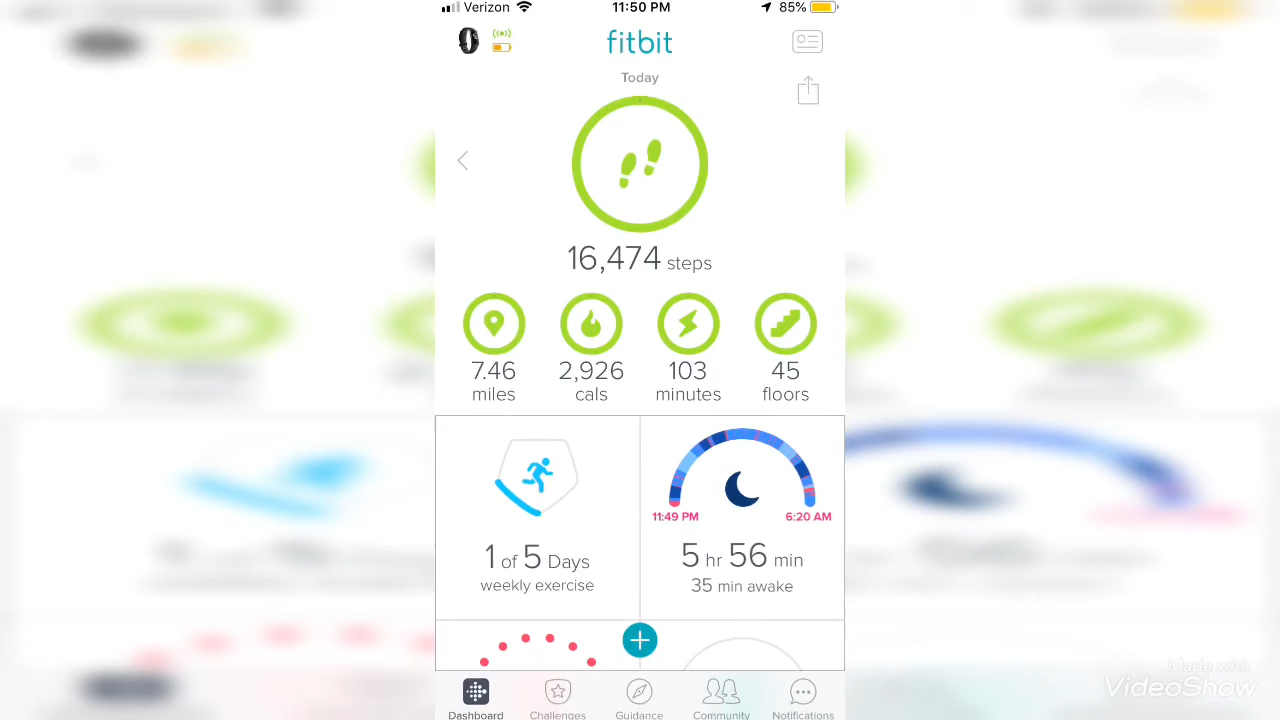 Verizon 11:50 PM 85%
fitbit
Today
16,474 steps
7.46 2,926 103 45
miles cals minutes floors
11:49 PM 6:20 AM
1 of 5 Days 5 hr 56 min
weekly exercise 35 min awake
Dashboard Challenges Guidance Community Notifications
Made with
VideoShow